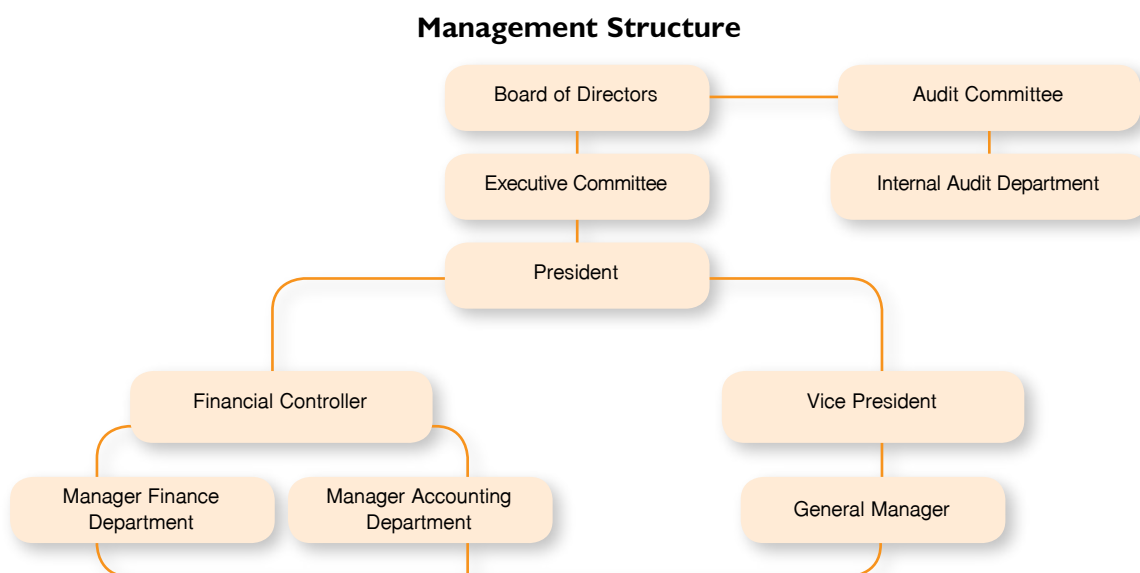 Management Structure
Board of Directors
Audit Committee
Executive Committee
Internal Audit Department
President
Financial Controller
Vice President
Manager Finance
Department
Manager Accounting
Department
General Manager